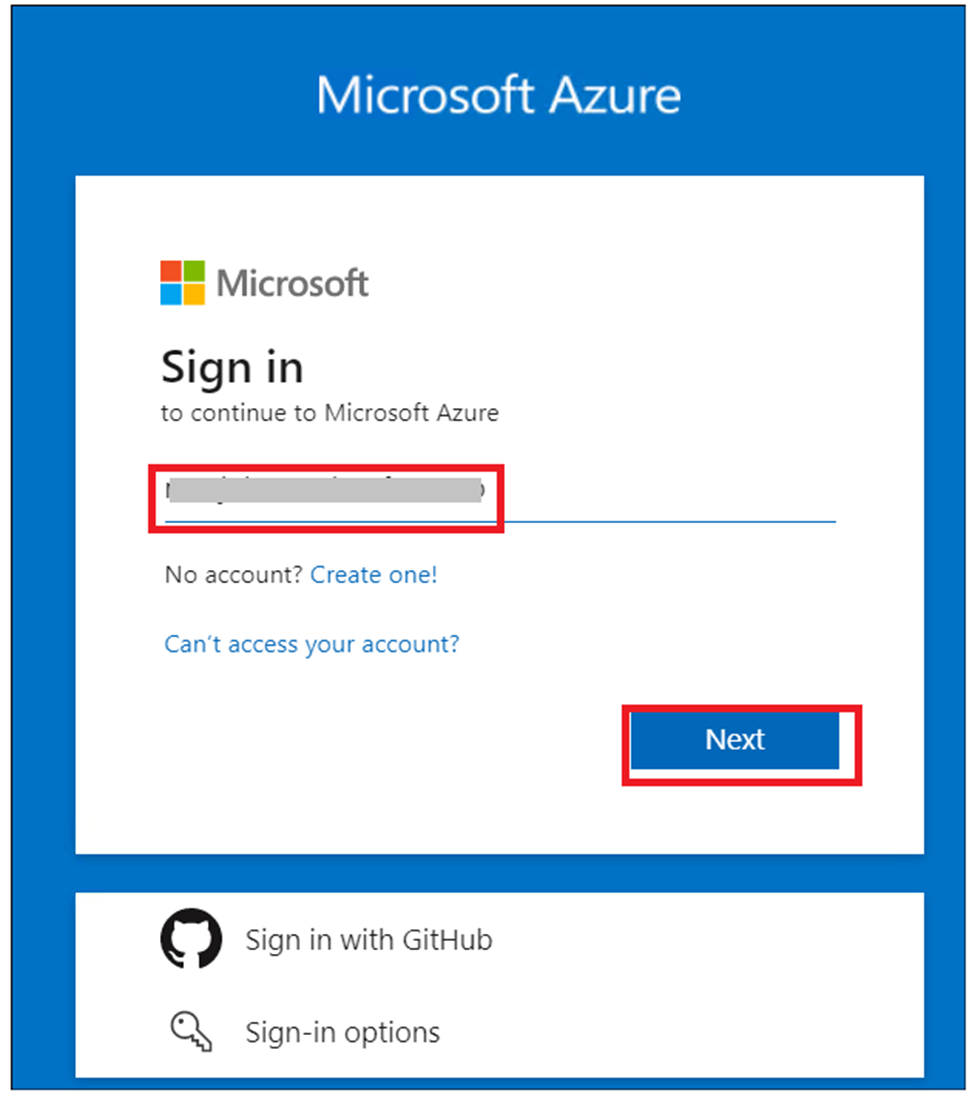 Microsoft Azure
Microsoft
Sign in
to continue to Microsoft Azure
No account? Create one!
Can't access your account?
Next
Sign in with GitHub
Sign-in options